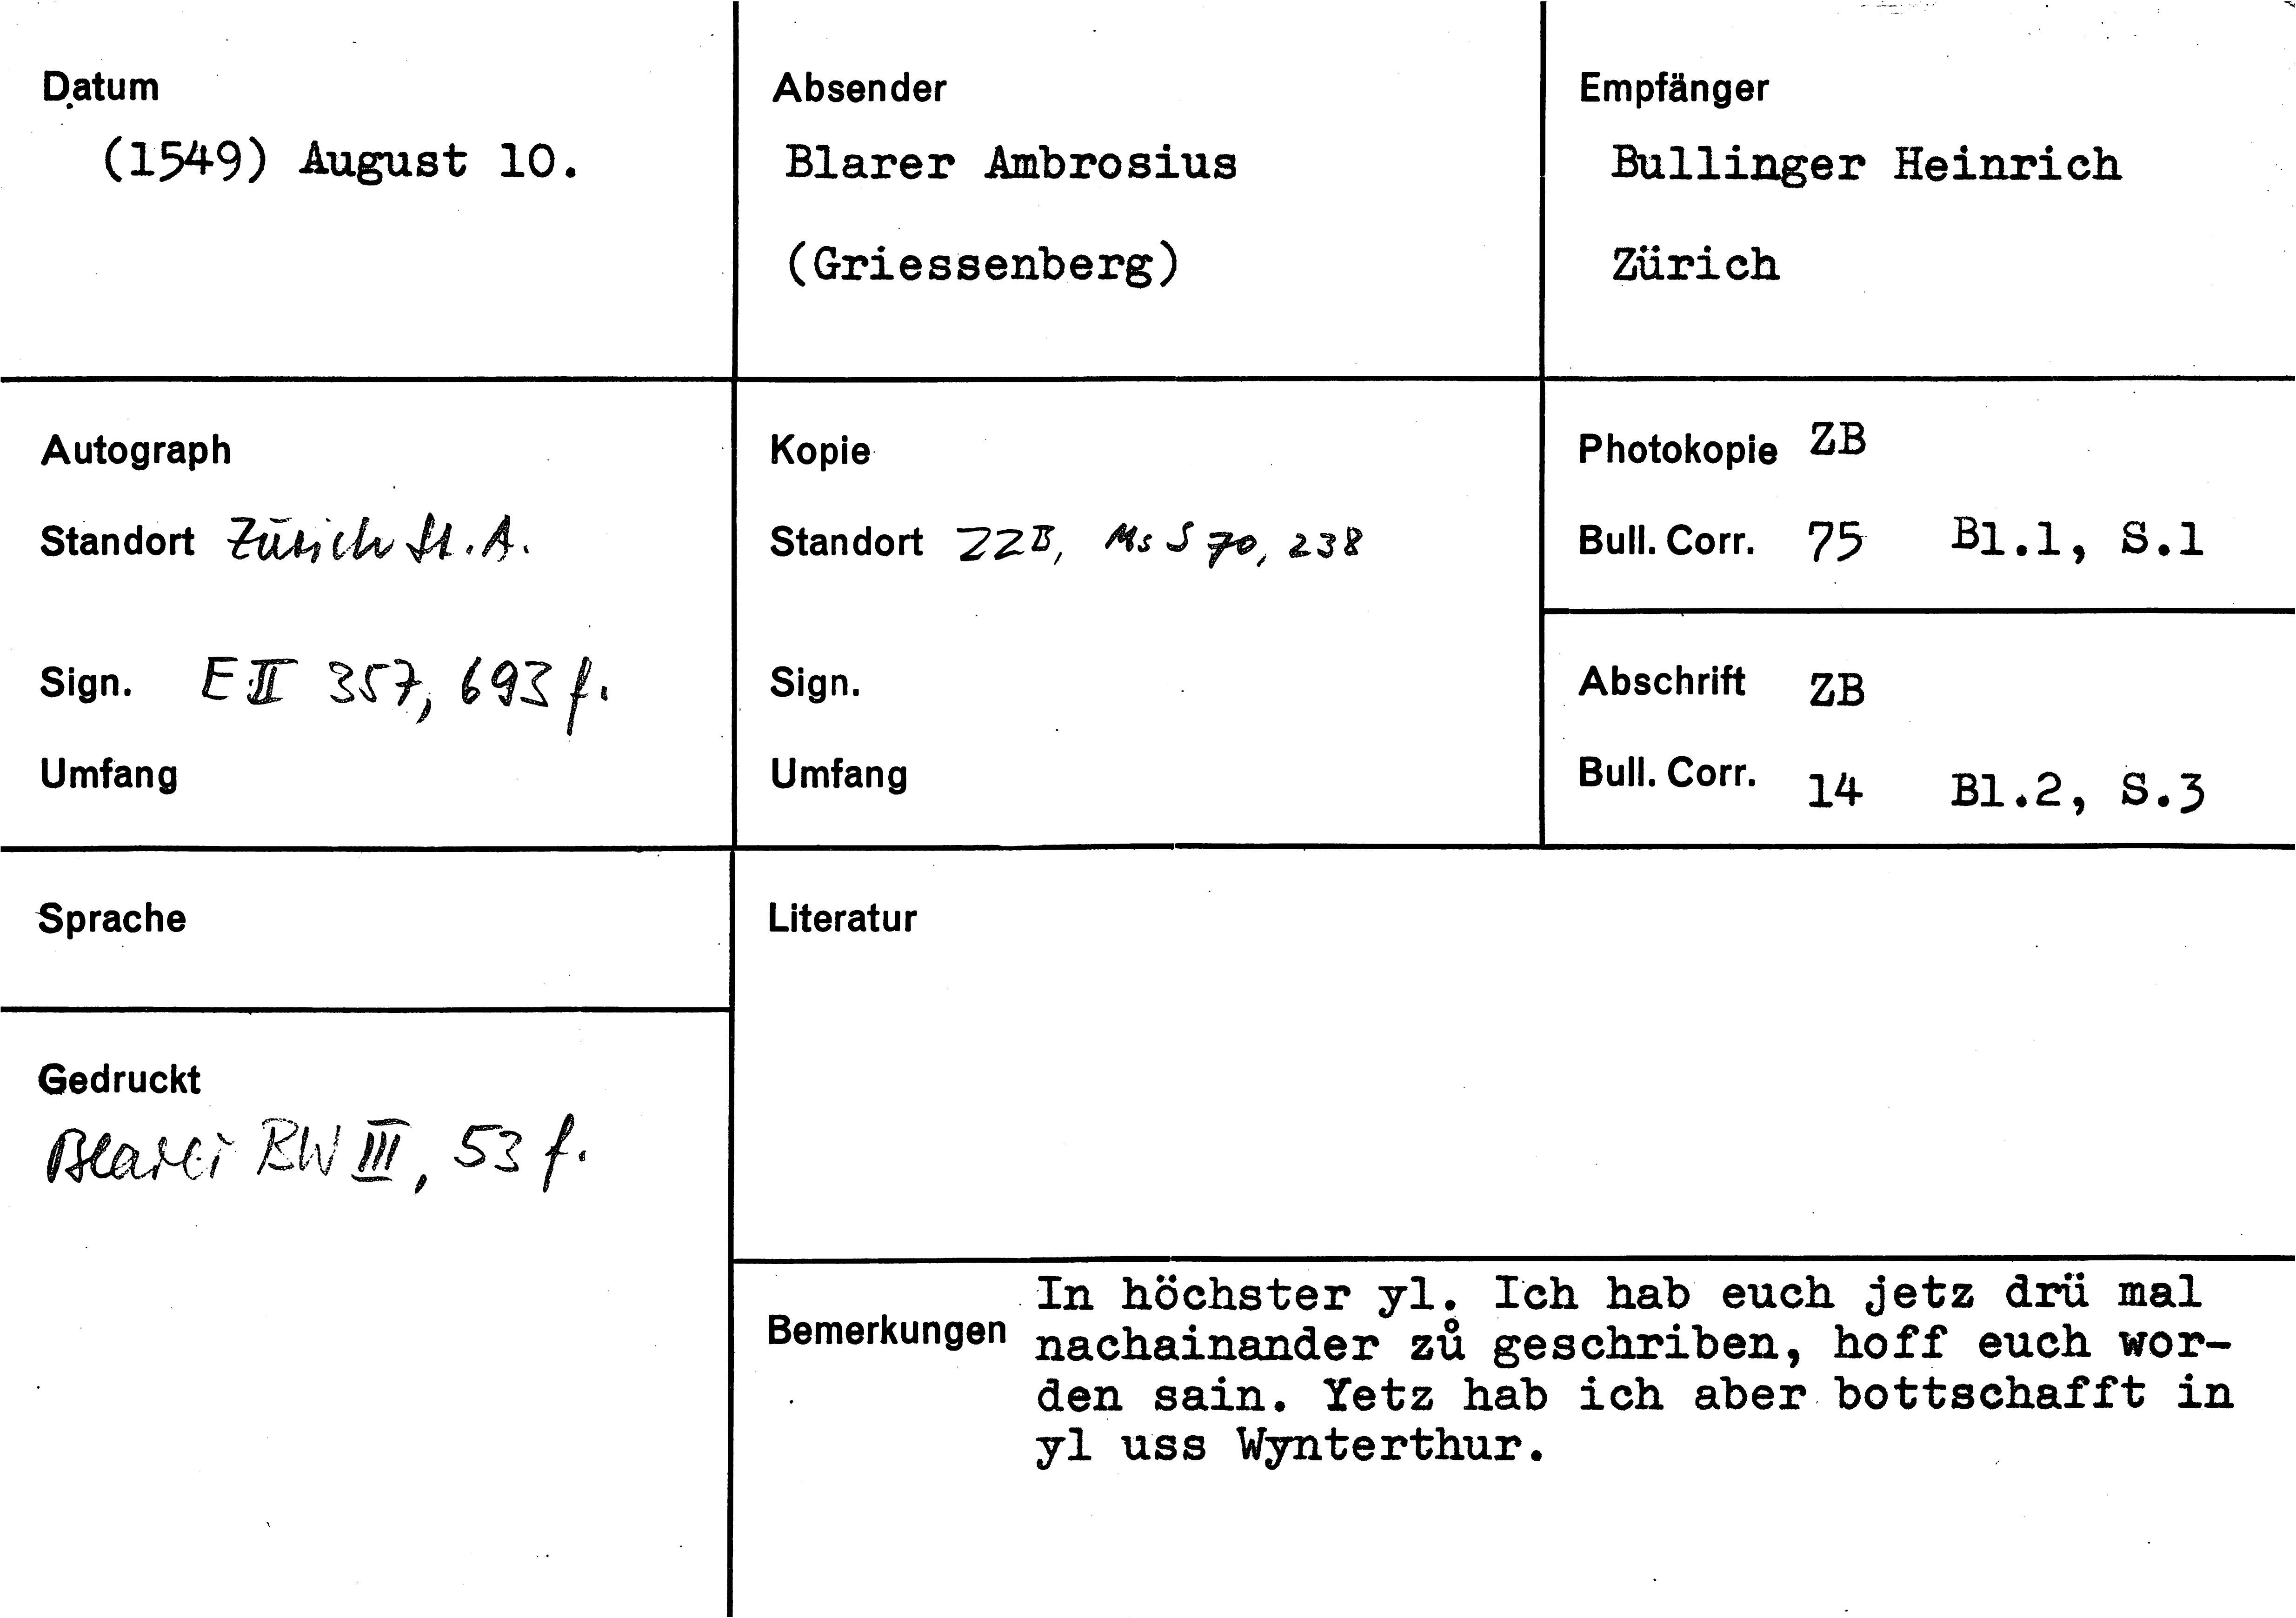 Datum
(1549) August 10.
Absender
Blarer Ambrosius
(Griessenberg)
Empfänger
Bullinger Heinrich
Zürich
Autograph
Standort Zürich St. A.
Sign. E II 357, 693 f.
Umfang
Kopie
Standort ZZB, Ms S 70, 238
Sign.
Umfang
Photokopie ZB
Bull. Corr. 75 Bl.1, S.1
Abschrift ZB
Bull. Corr. 14 Bl.2, S.3
Sprache
Gedruckt
Blarer BW III, 53 f.
Literatur
Bemerkungen
In höchster yl. Ich hab euch jetz drü mal
nachainander zů geschriben, hoff euch wor-
den sain. Yetz hab ich aber bottschafft in
yl uss Wynterthur.